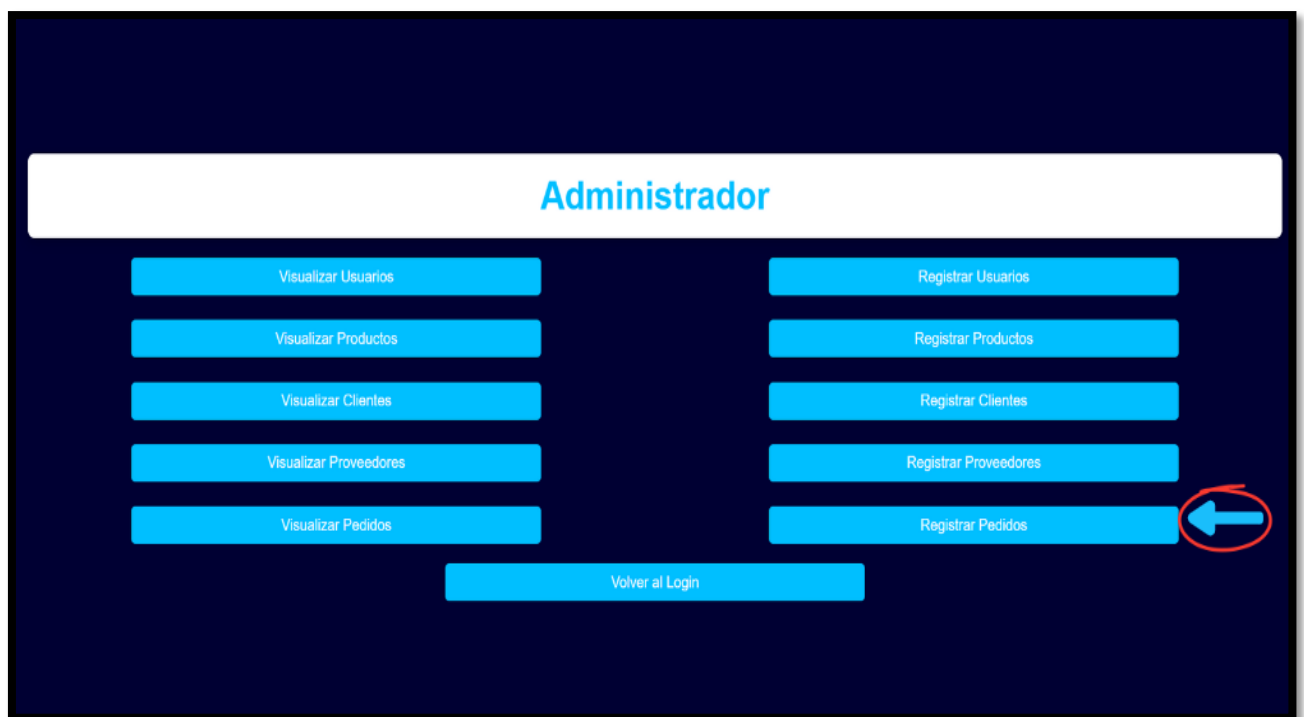 Administrador
Visualizar Usuarios
Registrar Usuarios
Visualizar Productos
Registrar Productos
Visualizar Clientes
Registrar Clientes
Visualizar Proveedores
Registrar Proveedores
Visualizar Pedidos
Registrar Pedidos
Volver al Login